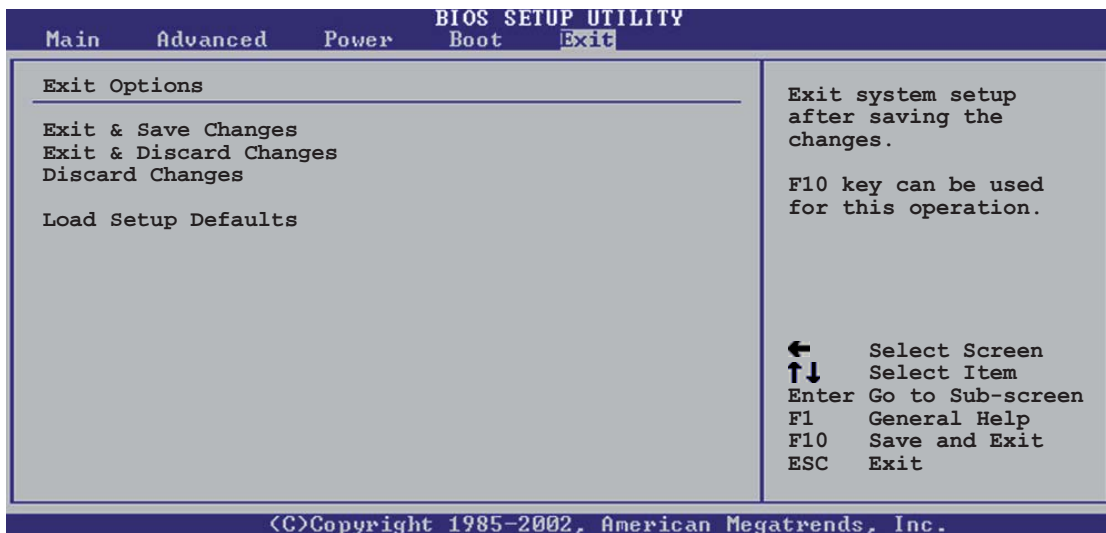 BIOS SETUP UTILITY
Main Advanced Power Boot Exit
Exit Options
Exit & Save Changes
Exit & Discard Changes
Discard Changes
Load Setup Defaults
Exit system setup
after saving the
changes.
F10 key can be used
for this operation.
← Select Screen
↑↓ Select Item
Enter Go to Sub-screen
F1 General Help
F10 Save and Exit
ESC Exit
(C)Copyright 1985-2002, American Megatrends, Inc.